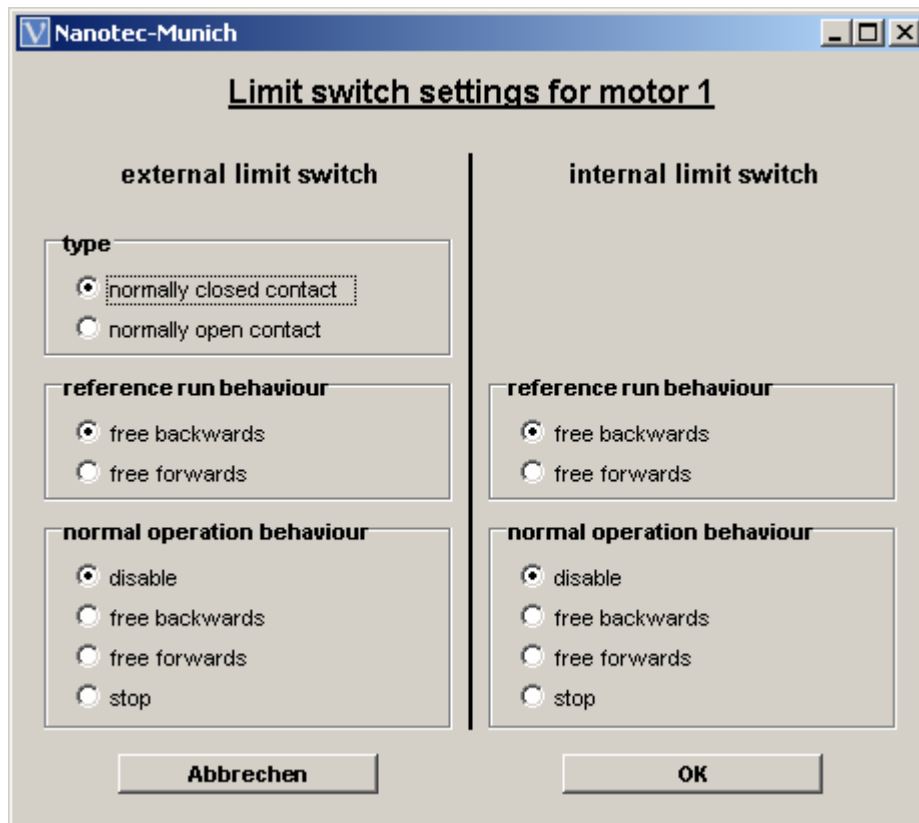 Nanotec-Munich
Limit switch settings for motor 1
external limit switch
type
normally closed contact
normally open contact
reference run behaviour
free backwards
free forwards
normal operation behaviour
disable
free backwards
free forwards
stop
Abbrechen
internal limit switch
reference run behaviour
free backwards
free forwards
normal operation behaviour
disable
free backwards
free forwards
stop
OK